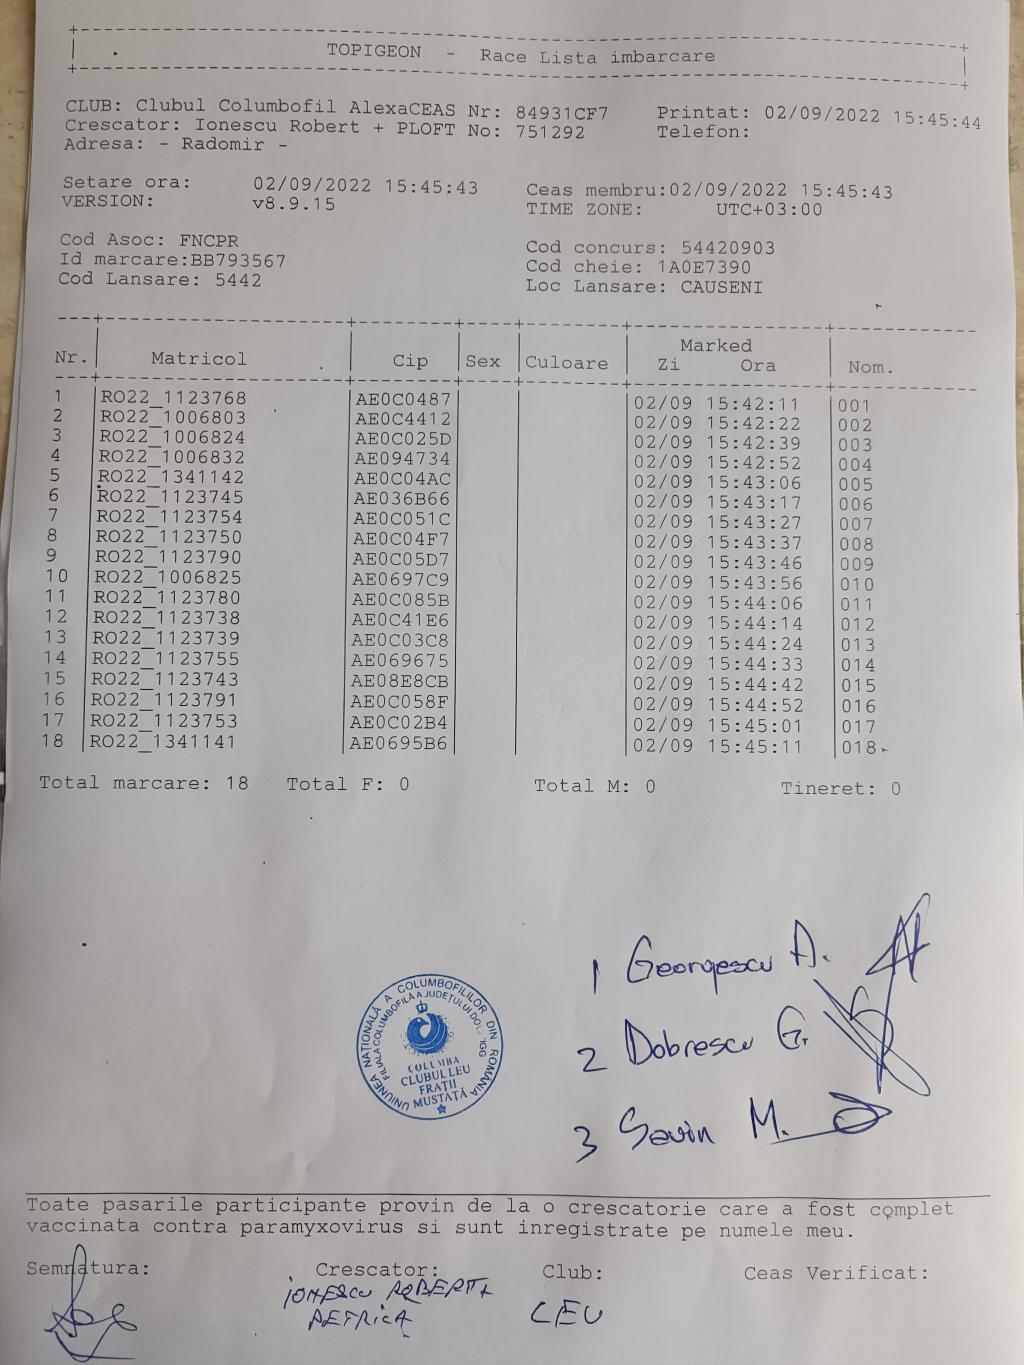 TOPIGEON - Race Lista imbarcare
CLUB: Clubul Columbofil AlexaCEAS Nr: 84931CF7 Printat: 02/09/2022 15:45:44
Crescator: Ionescu Robert + PLOFT No: 751292 Telefon:
Adresa: - Radomir -
Setare ora: 02/09/2022 15:45:43 Ceas membru:02/09/2022 15:45:43
VERSION: v8.9.15 TIME ZONE: UTC+03:00
Cod Asoc: FNCPR Cod concurs: 54420903
Id marcare:BB793567 Cod cheie: 1A0E7390
Cod Lansare: 5442 Loc Lansare: CAUSENI
Marked
Nr. Matricol Cip Sex Culoare Zi Ora Nom.
1 RO22_1123768 AE0C0487 02/09 15:42:11 001
2 RO22_1006803 AE0C4412 02/09 15:42:22 002
3 RO22_1006824 AE0C025D 02/09 15:42:39 003
4 RO22_1006832 AE094734 02/09 15:42:52 004
5 RO22_1341142 AE0C04AC 02/09 15:43:06 005
6 RO22_1123745 AE036B66 02/09 15:43:17 006
7 RO22_1123754 AE0C051C 02/09 15:43:27 007
8 RO22_1123750 AE0C04F7 02/09 15:43:37 008
9 RO22_1123790 AE0C05D7 02/09 15:43:46 009
10 RO22_1006825 AE0697C9 02/09 15:43:56 010
11 RO22_1123780 AE0C085B 02/09 15:44:06 011
12 RO22_1123738 AE0C41E6 02/09 15:44:14 012
13 RO22_1123739 AE0C03C8 02/09 15:44:24 013
14 RO22_1123755 AE069675 02/09 15:44:33 014
15 RO22_1123743 AE08E8CB 02/09 15:44:42 015
16 RO22_1123791 AE0C058F 02/09 15:44:52 016
17 RO22_1123753 AE0C02B4 02/09 15:45:01 017
18 RO22_1341141 AE0695B6 02/09 15:45:11 018
Total marcare: 18 Total F: 0 Total M: 0 Tineret: 0
1 Georgescu A.
2 Dobrescu G.
3 Savin M.
UNIUNEA NAȚIONALĂ A COLUMBOFILILOR DIN ROMANIA
FILIALA COLUMBOFILĂ A JUDEȚULUI
COLUMBA
CLUBUL LEU
FRAȚII
MUSTAȚĂ
Toate pasarile participante provin de la o crescatorie care a fost complet
vaccinata contra paramyxovirus si sunt inregistrate pe numele meu.
Semnatura: Crescator: Club: Ceas Verificat:
IONESCU ROBERT+ LEU
PETRICA